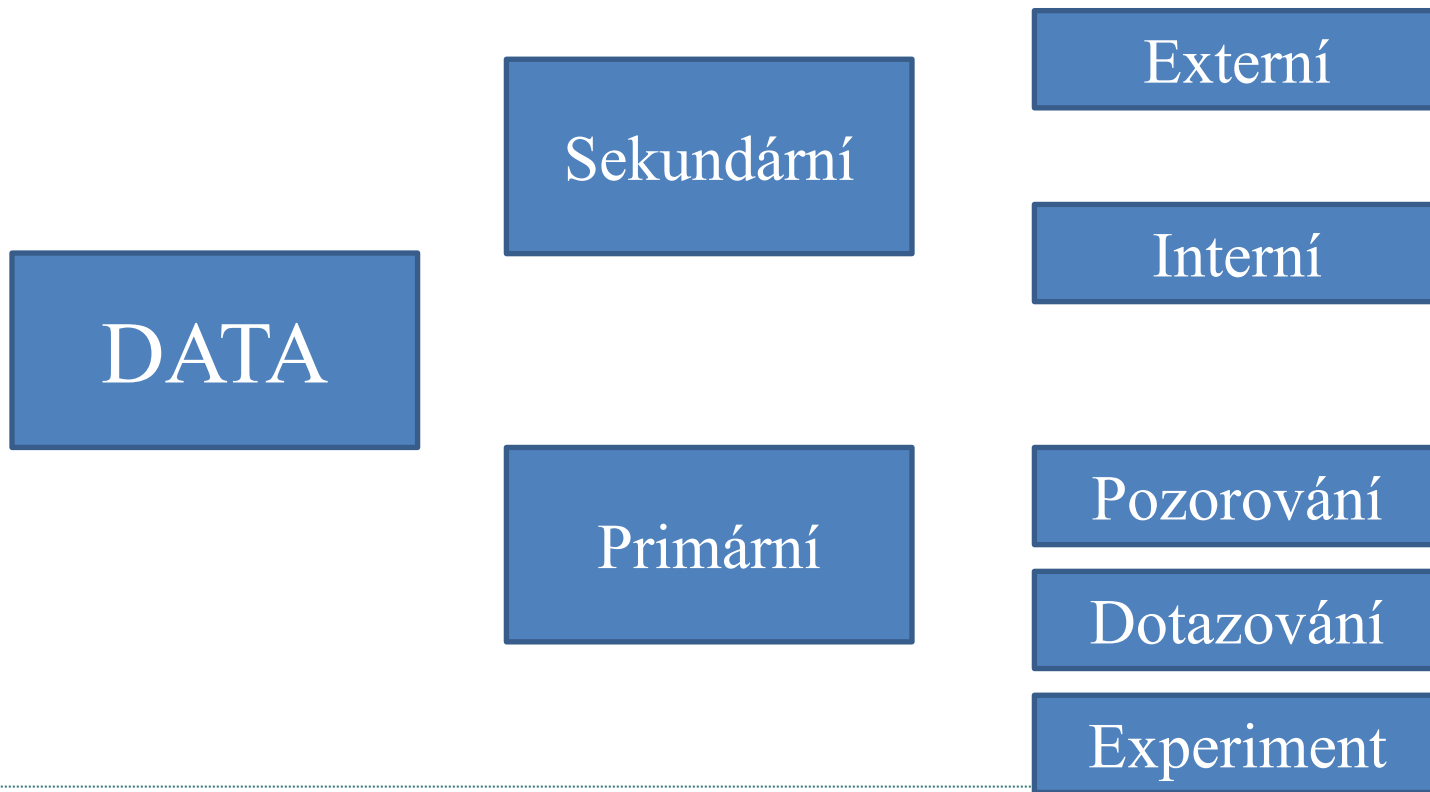 DATA
Sekundární
Externí
Interní
Primární
Pozorování
Dotazování
Experiment